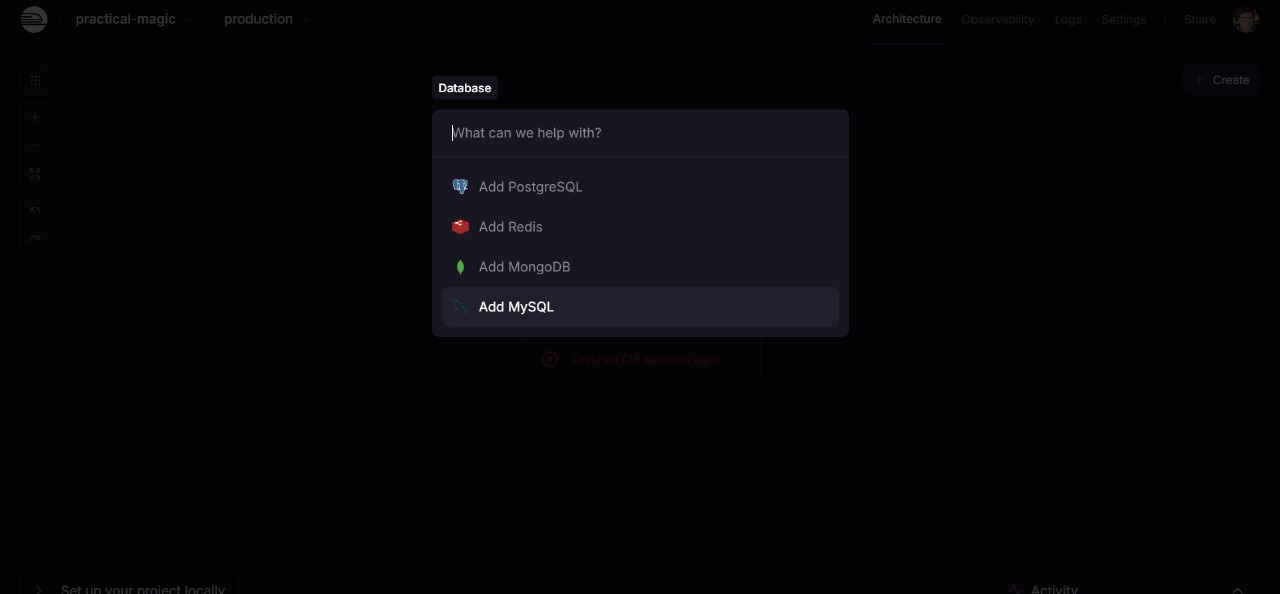 practical-magic / production Architecture Observability Logs Settings Share
Create
Database
What can we help with?
Add PostgreSQL
Add Redis
Add MongoDB
Add MySQL
Crashed (26 seconds ago)
Set up your project locally Activity